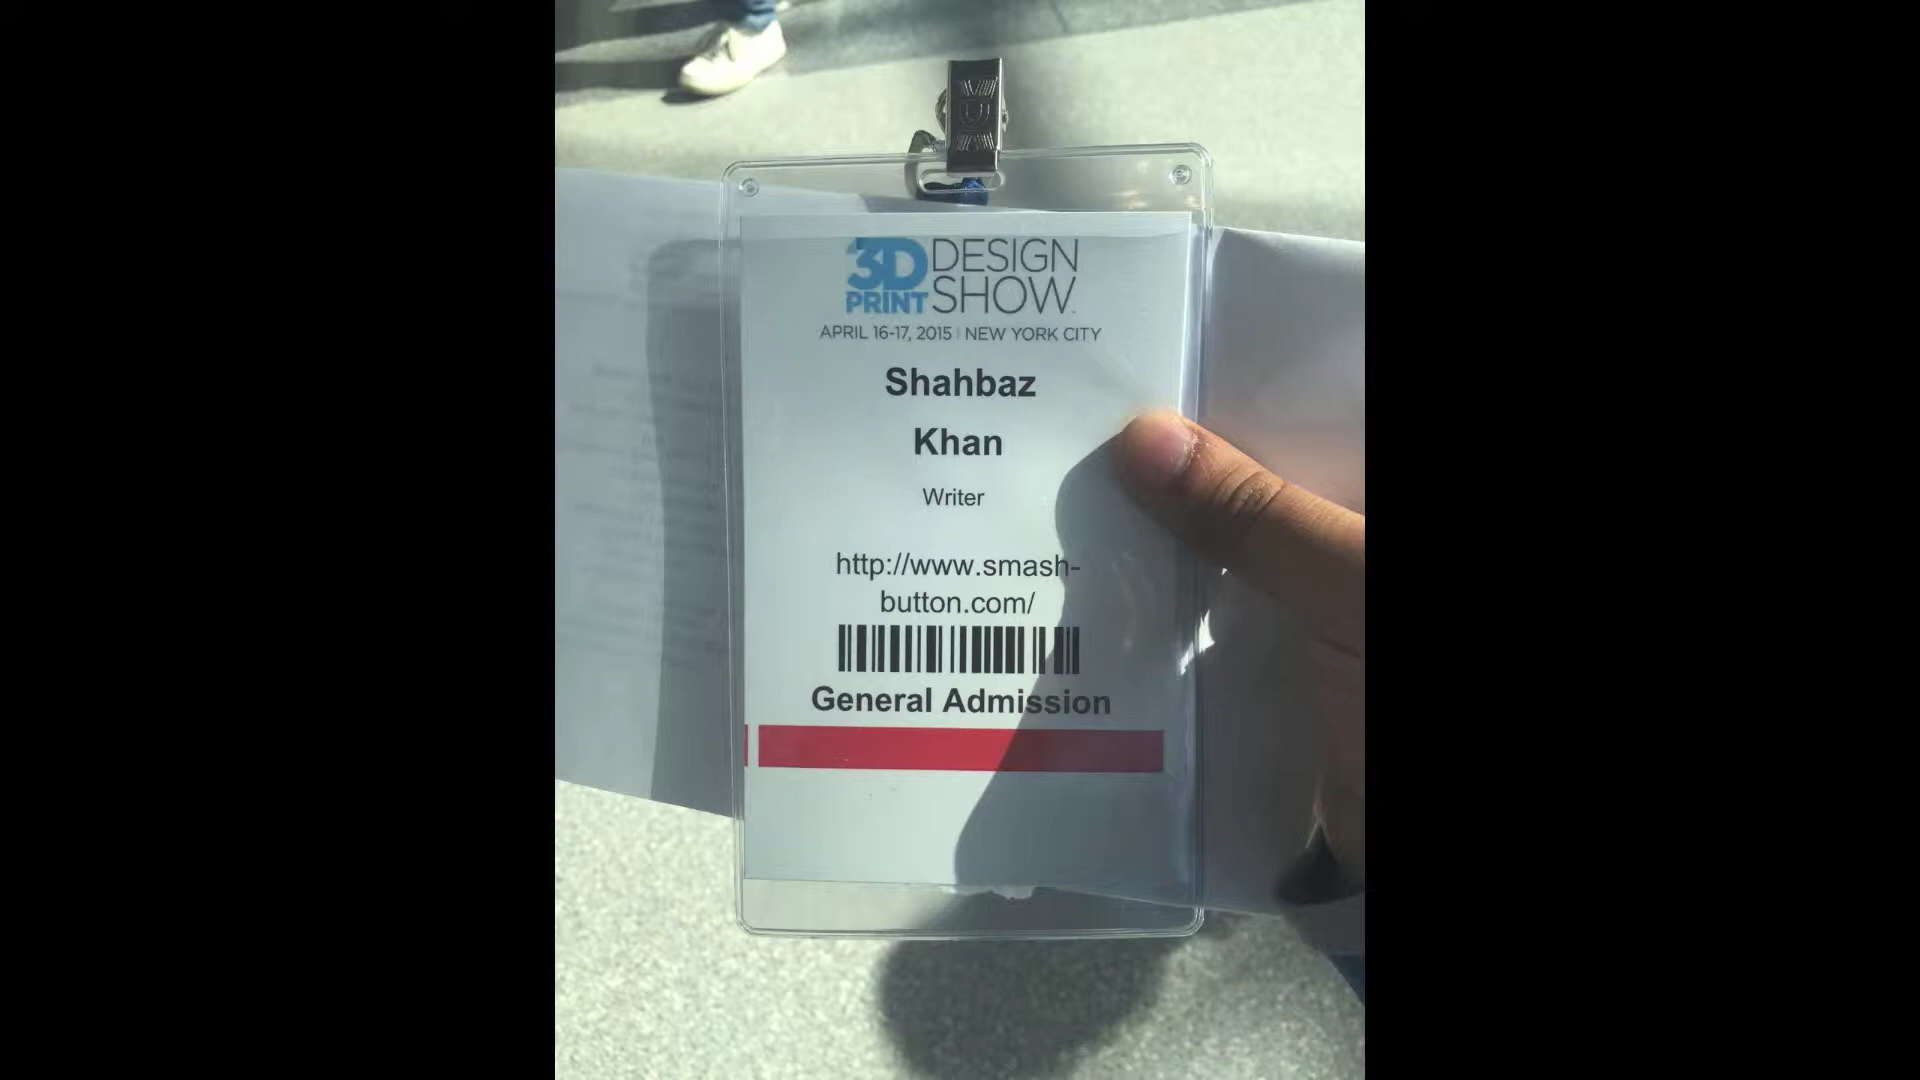 3D PRINT DESIGN SHOW.
APRIL 16-17, 2015 | NEW YORK CITY
Shahbaz
Khan
Writer
http://www.smash-
button.com/
General Admission